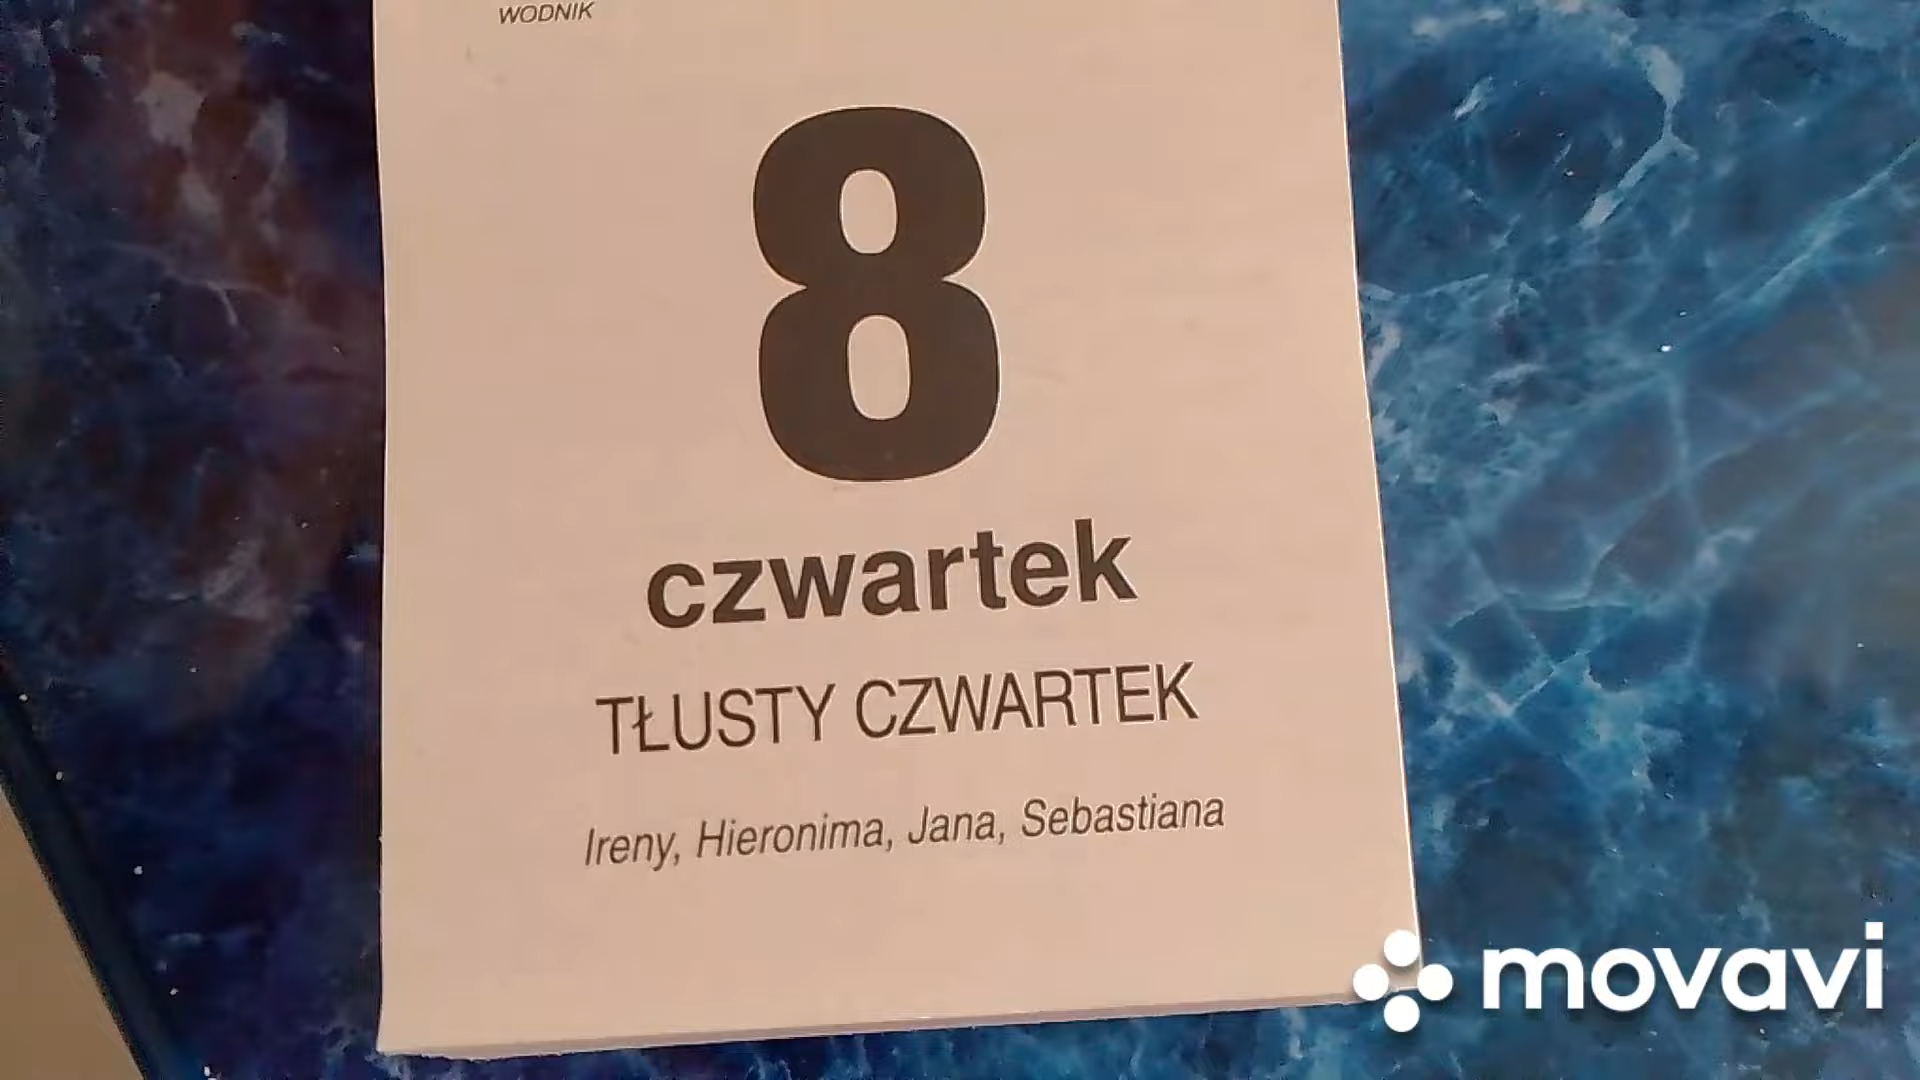 WODNIK
8
czwartek
TŁUSTY CZWARTEK
Ireny, Hieronima, Jana, Sebastiana
movavi